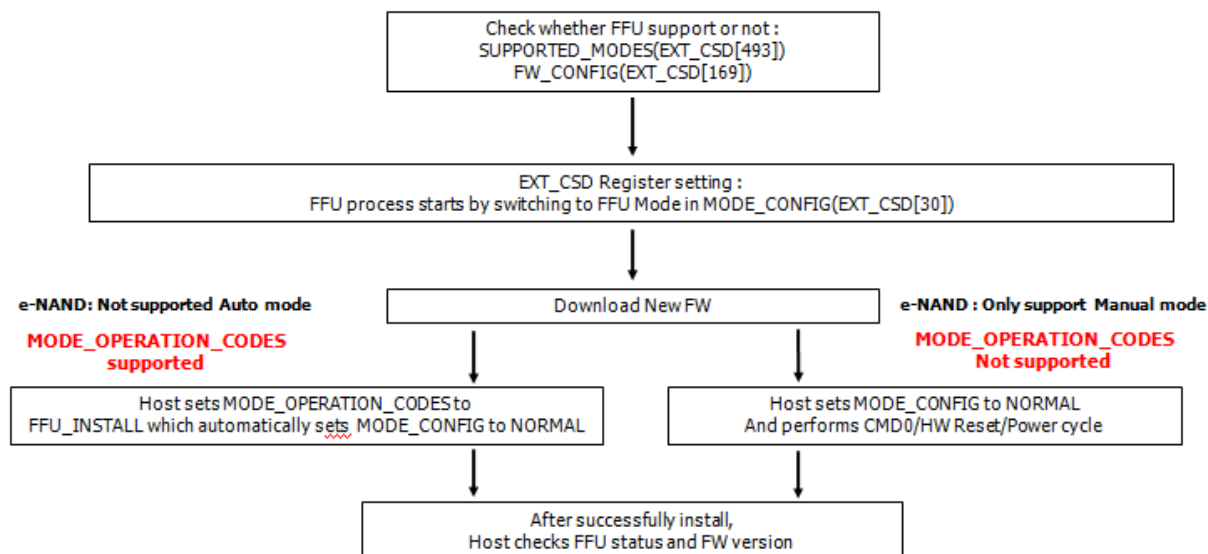 Check whether FFU support or not :
SUPPORTED_MODES(EXT_CSD[493])
FW_CONFIG(EXT_CSD[169])
EXT_CSD Register setting :
FFU process starts by switching to FFU Mode in MODE_CONFIG(EXT_CSD[30])
e-NAND: Not supported Auto mode
Download New FW
e-NAND : Only support Manual mode
MODE_OPERATION_CODES
supported
MODE_OPERATION_CODES
Not supported
Host sets MODE_OPERATION_CODES to
FFU_INSTALL which automatically sets MODE_CONFIG to NORMAL
Host sets MODE_CONFIG to NORMAL
And performs CMD0/HW Reset/Power cycle
After successfully install,
Host checks FFU status and FW version